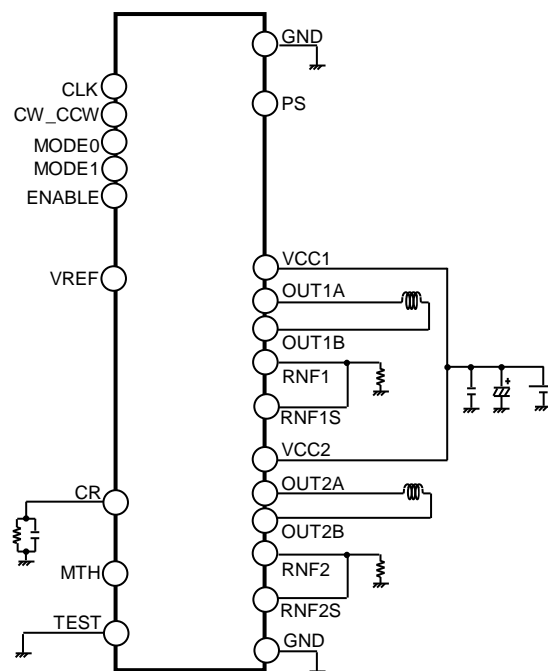 GND
CLK
PS
CW_CCW
MODE0
MODE1
ENABLE
VCC1
VREF
OUT1A
OUT1B
RNF1
RNF1S
VCC2
CR
OUT2A
OUT2B
RNF2
MTH
RNF2S
TEST
GND
+